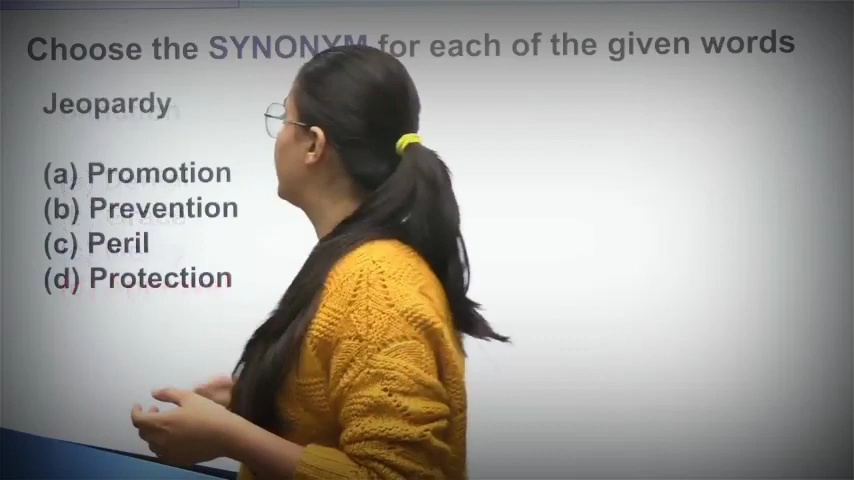 Choose the SYNONYM for each of the given words
Jeopardy
(a) Promotion
(b) Prevention
(c) Peril
(d) Protection